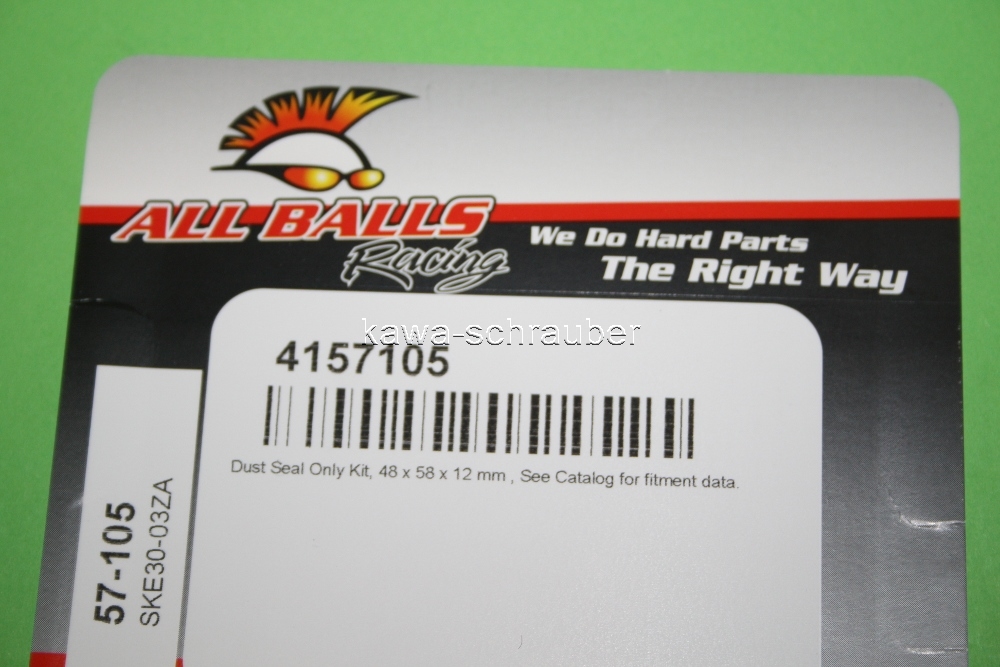 ALL BALLS
Racing
We Do Hard Parts
The Right Way
kawa-schrauber
4157105
Dust Seal Only Kit, 48 x 58 x 12 mm , See Catalog for fitment data.
57-105
SKE30-03ZA